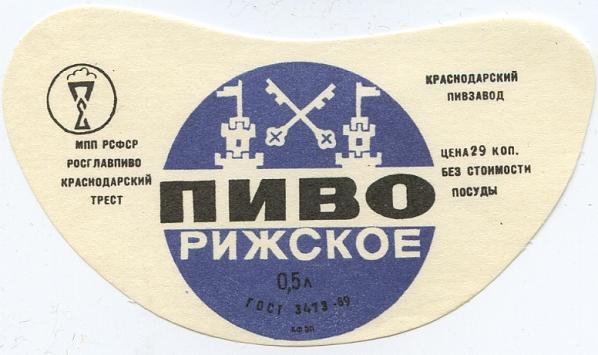 МПП РСФСР
РОСГЛАВПИВО
КРАСНОДАРСКИЙ
ТРЕСТ
ПИВО
РИЖСКОЕ
0,5 л
ГОСТ 3473-69
КРАСНОДАРСКИЙ
ПИВЗАВОД
ЦЕНА 29 КОП.
БЕЗ СТОИМОСТИ
ПОСУДЫ